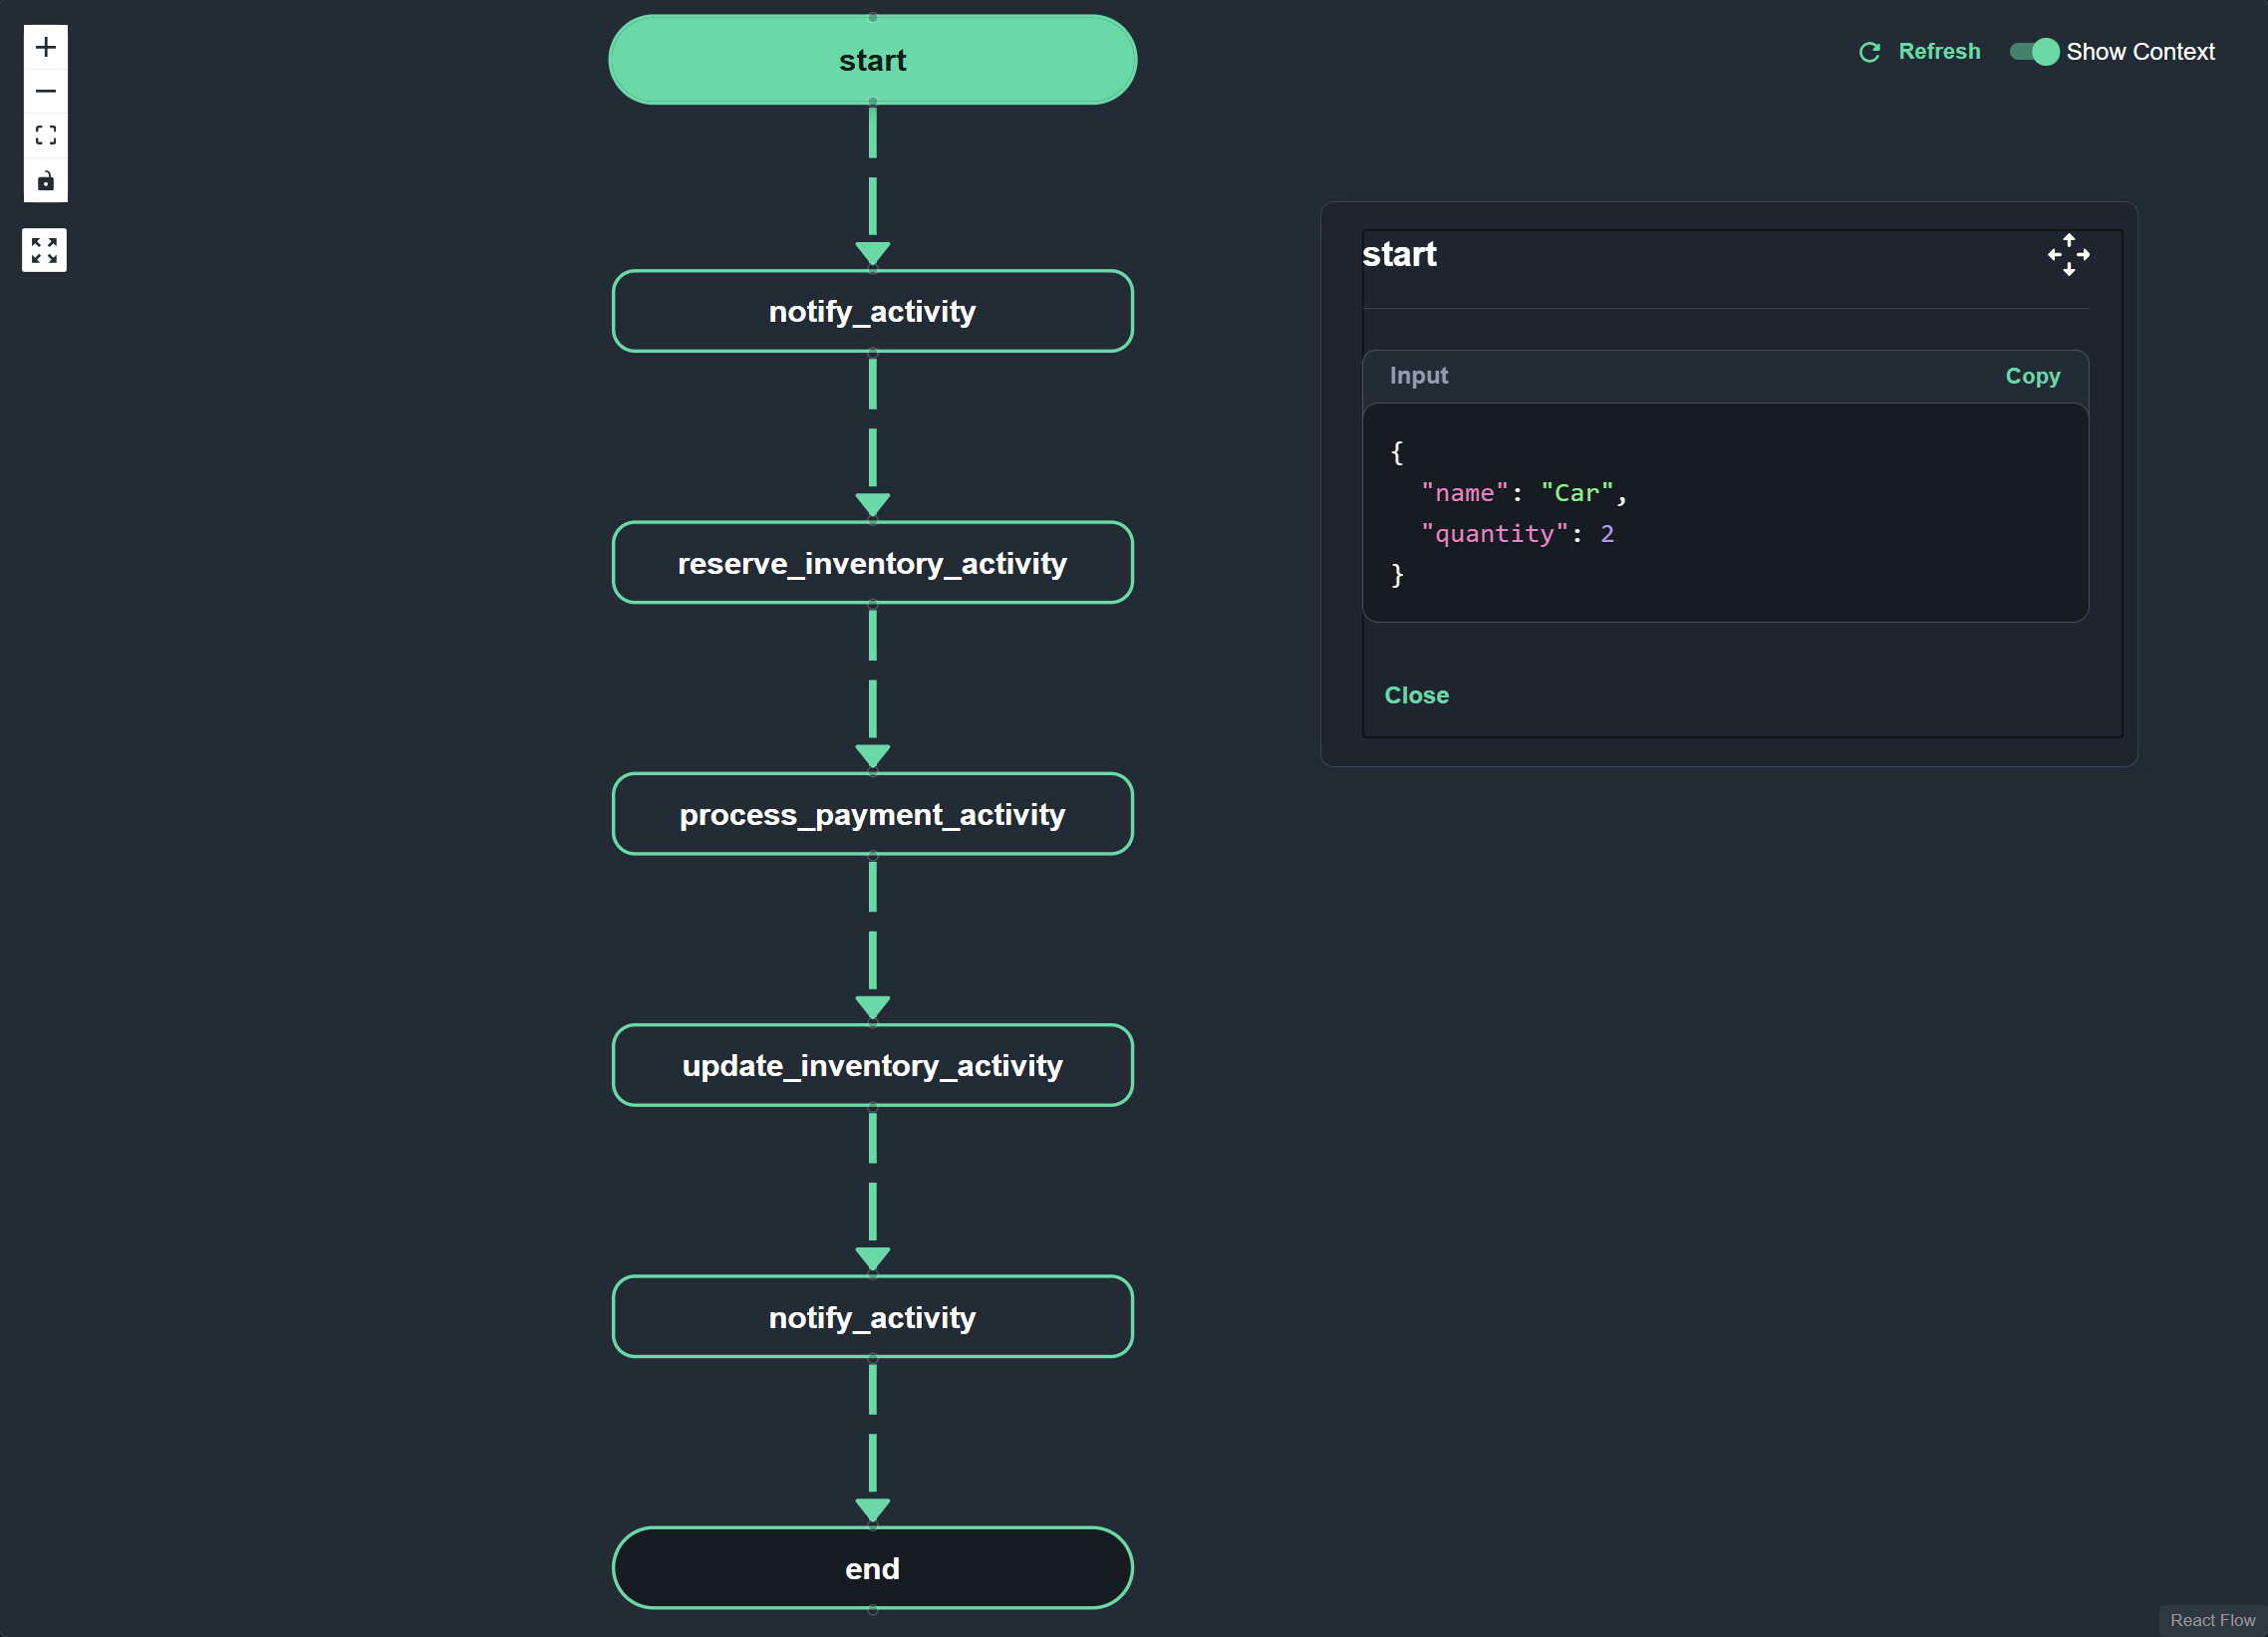 start
Refresh
Show Context
notify_activity
reserve_inventory_activity
process_payment_activity
update_inventory_activity
notify_activity
end
start
Input
Copy
{
"name": "Car",
"quantity": 2
}
Close
React Flow